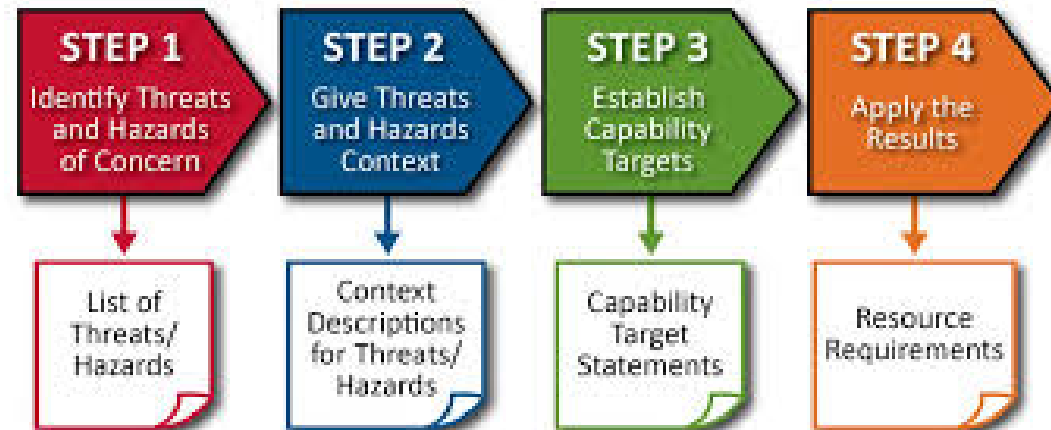 STEP 1
Identify Threats
and Hazards
of Concern
STEP 2
Give Threats
and Hazards
Context
STEP 3
Establish
Capability
Targets
STEP 4
Apply the
Results
List of
Threats/
Hazards
Context
Descriptions
for Threats/
Hazards
Capability
Target
Statements
Resource
Requirements